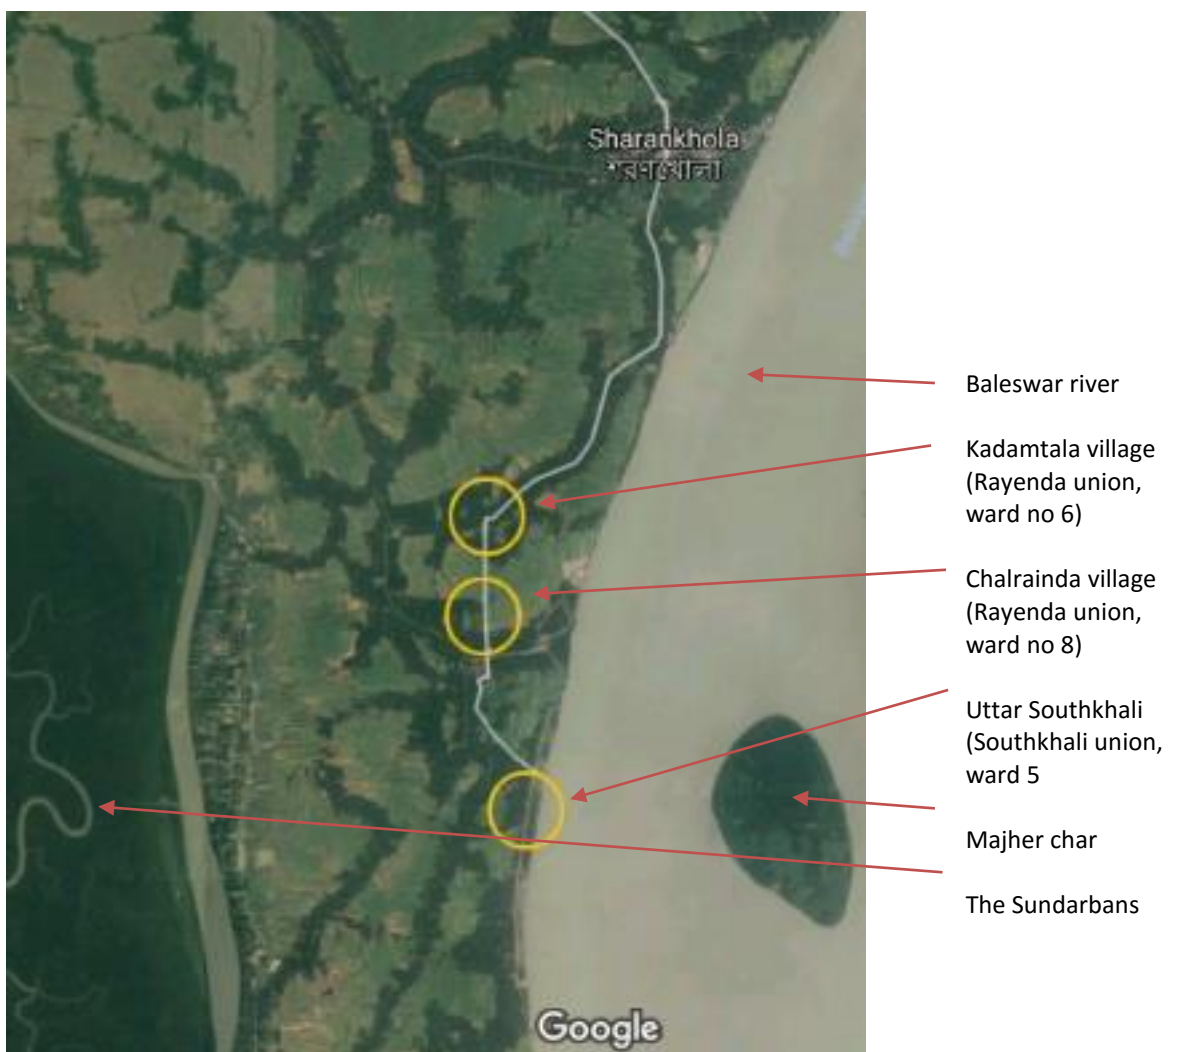 Sharankhola
শরণখোলা
Baleswar river
Kadamtala village
(Rayenda union,
ward no 6)
Chalrainda village
(Rayenda union,
ward no 8)
Uttar Southkhali
(Southkhali union,
ward 5
Majher char
The Sundarbans
Google